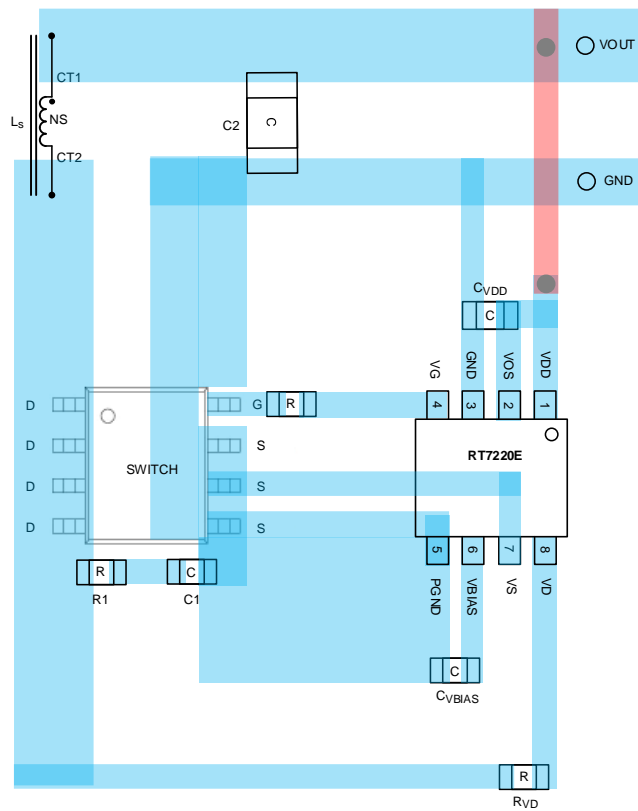 VOUT
CT1
C2
C
Ls
NS
CT2
GND
CVDD
C
VG
GND
VOS
VDD
D
G
R
4
3
2
1
D
S
RT7220E
SWITCH
D
S
D
S
5
6
7
8
R
C
R1
C1
PGND
VBIAS
VS
VD
C
CVBIAS
R
RVD